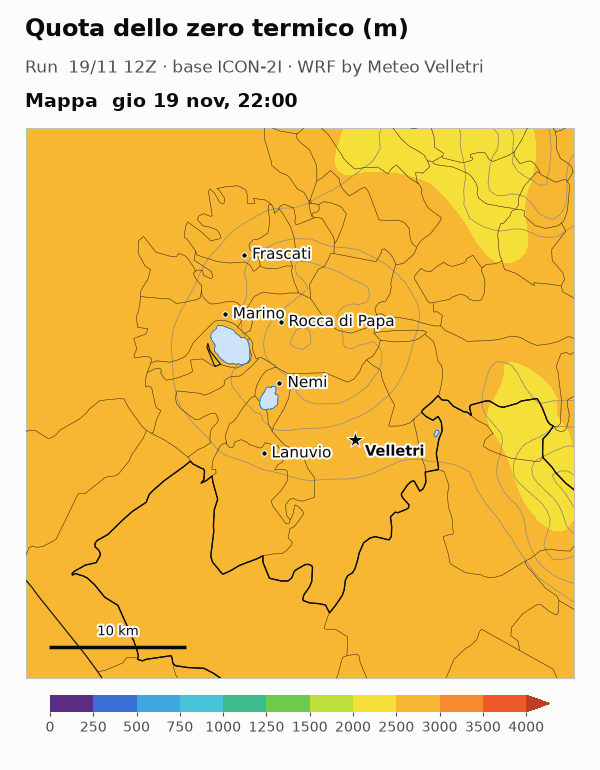 Quota dello zero termico (m)
Run  19/11 12Z · base ICON-2I · WRF by Meteo Velletri
Mappa  gio 19 nov, 22:00
Frascati
Marino
Rocca di Papa
Nemi
Velletri
Lanuvio
10 km
0 250 500 750 1000 1250 1500 2000 2500 3000 3500 4000